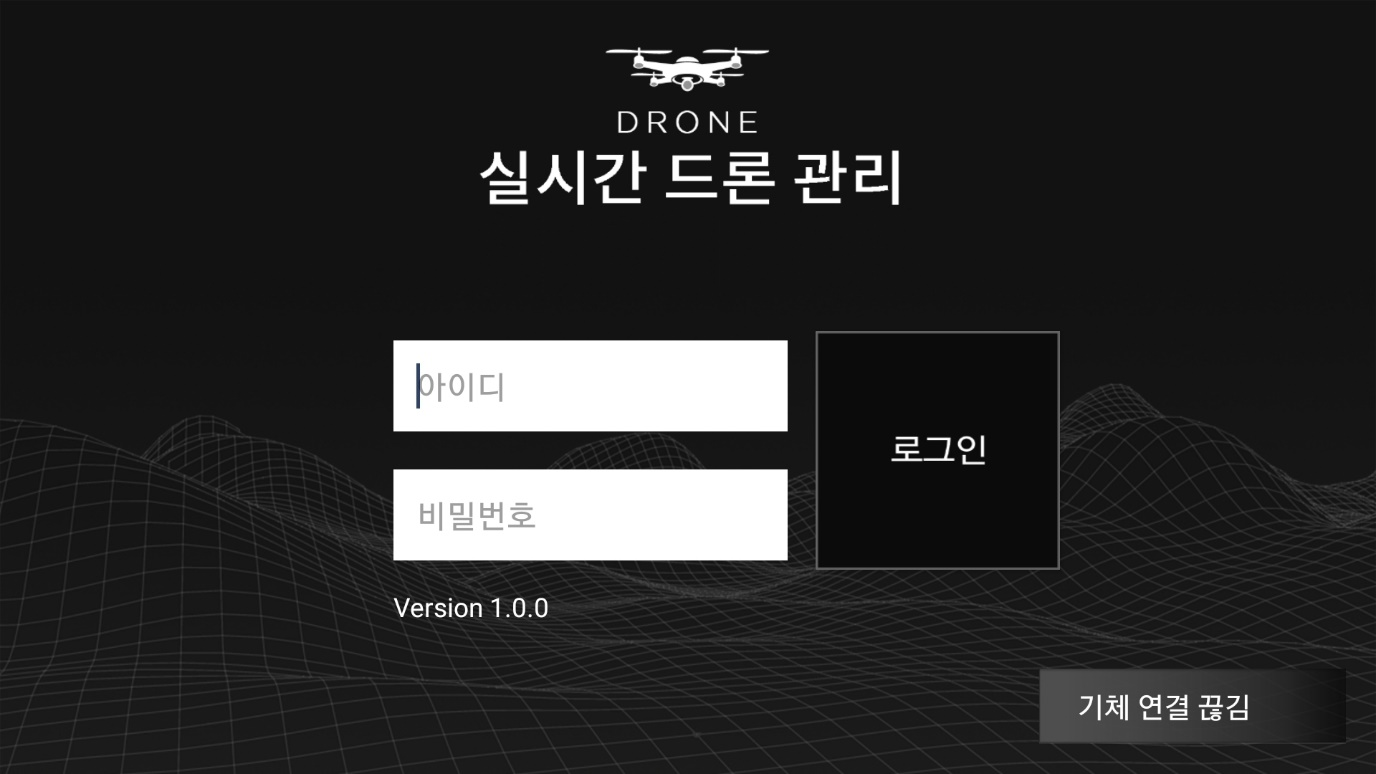 DRONE
실시간 드론 관리
아이디
로그인
비밀번호
Version 1.0.0
기체 연결 끊김